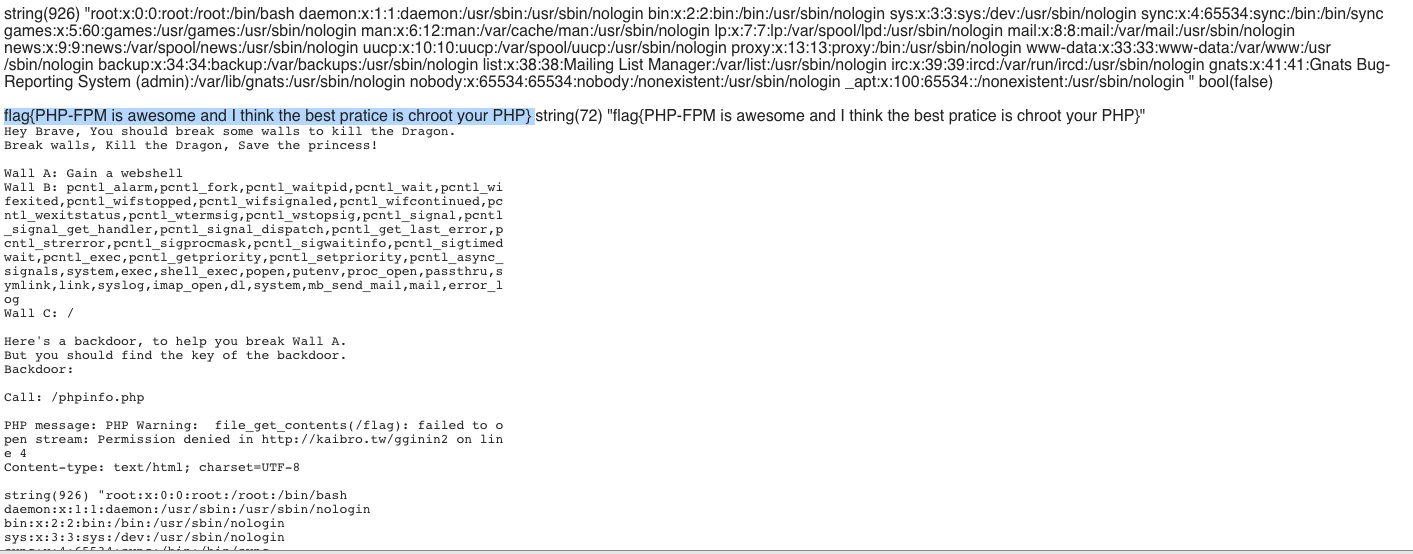 string(926) "root:x:0:0:root:/root:/bin/bash daemon:x:1:1:daemon:/usr/sbin:/usr/sbin/nologin bin:x:2:2:bin:/bin:/usr/sbin/nologin sys:x:3:3:sys:/dev:/usr/sbin/nologin sync:x:4:65534:sync:/bin:/bin/sync
games:x:5:60:games:/usr/games:/usr/sbin/nologin man:x:6:12:man:/var/cache/man:/usr/sbin/nologin lp:x:7:7:lp:/var/spool/lpd:/usr/sbin/nologin mail:x:8:8:mail:/var/mail:/usr/sbin/nologin
news:x:9:9:news:/var/spool/news:/usr/sbin/nologin uucp:x:10:10:uucp:/var/spool/uucp:/usr/sbin/nologin proxy:x:13:13:proxy:/bin:/usr/sbin/nologin www-data:x:33:33:www-data:/var/www:/usr
/sbin/nologin backup:x:34:34:backup:/var/backups:/usr/sbin/nologin list:x:38:38:Mailing List Manager:/var/list:/usr/sbin/nologin irc:x:39:39:ircd:/var/run/ircd:/usr/sbin/nologin gnats:x:41:41:Gnats Bug-
Reporting System (admin):/var/lib/gnats:/usr/sbin/nologin nobody:x:65534:65534:nobody:/nonexistent:/usr/sbin/nologin _apt:x:100:65534::/nonexistent:/usr/sbin/nologin " bool(false)
flag{PHP-FPM is awesome and I think the best pratice is chroot your PHP} string(72) "flag{PHP-FPM is awesome and I think the best pratice is chroot your PHP}"
Hey Brave, You should break some walls to kill the Dragon.
Break walls, Kill the Dragon, Save the princess!
Wall A: Gain a webshell
Wall B: pcntl_alarm,pcntl_fork,pcntl_waitpid,pcntl_wait,pcntl_wi
fexited,pcntl_wifstopped,pcntl_wifsignaled,pcntl_wifcontinued,pc
ntl_wexitstatus,pcntl_wtermsig,pcntl_wstopsig,pcntl_signal,pcntl
_signal_get_handler,pcntl_signal_dispatch,pcntl_get_last_error,p
cntl_strerror,pcntl_sigprocmask,pcntl_sigwaitinfo,pcntl_sigtimed
wait,pcntl_exec,pcntl_getpriority,pcntl_setpriority,pcntl_async_
signals,system,exec,shell_exec,popen,putenv,proc_open,passthru,s
ymlink,link,syslog,imap_open,dl,system,mb_send_mail,mail,error_l
og
Wall C: /
Here's a backdoor, to help you break Wall A.
But you should find the key of the backdoor.
Backdoor:
Call: /phpinfo.php
PHP message: PHP Warning:  file_get_contents(/flag): failed to o
pen stream: Permission denied in http://kaibro.tw/gginin2 on lin
e 4
Content-type: text/html; charset=UTF-8
string(926) "root:x:0:0:root:/root:/bin/bash
daemon:x:1:1:daemon:/usr/sbin:/usr/sbin/nologin
bin:x:2:2:bin:/bin:/usr/sbin/nologin
sys:x:3:3:sys:/dev:/usr/sbin/nologin